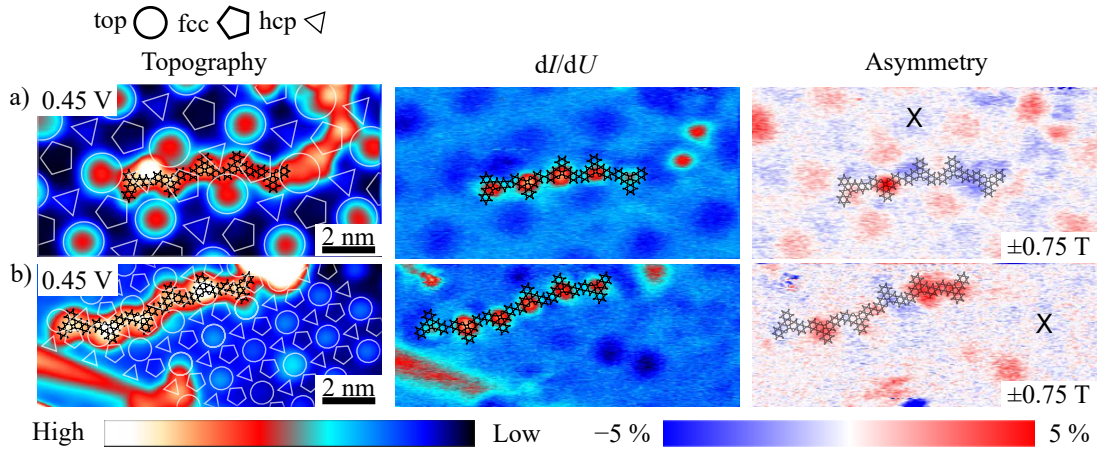 top fcc hcp
Topography dI/dU Asymmetry
a) 0.45 V X
2 nm ±0.75 T
b) 0.45 V X
2 nm ±0.75 T
High Low −5 % 5 %